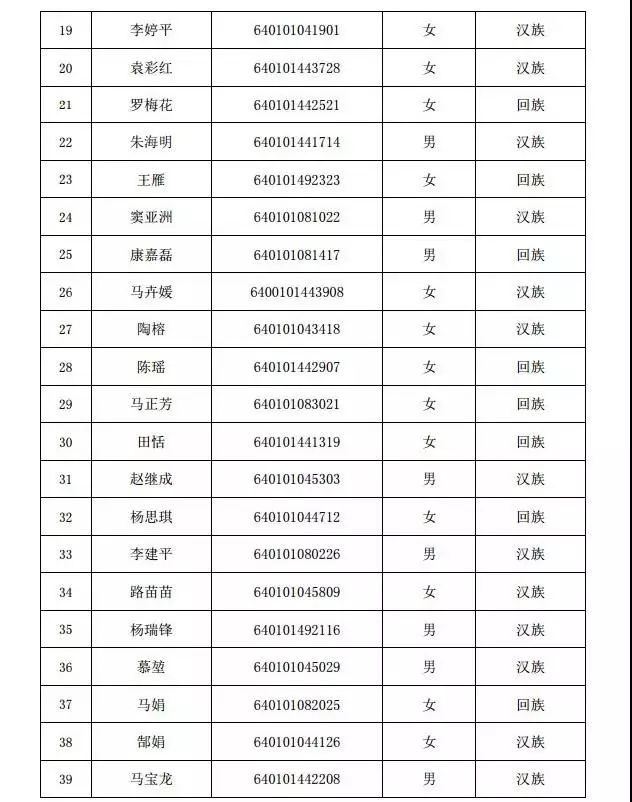 19 李婷平 640101041901 女 汉族
20 袁彩红 640101443728 女 汉族
21 罗梅花 640101442521 女 回族
22 朱海明 640101441714 男 汉族
23 王雁 640101492323 女 回族
24 窦亚洲 640101081022 男 汉族
25 康嘉磊 640101081417 男 回族
26 马卉媛 6400101443908 女 汉族
27 陶榕 640101043418 女 汉族
28 陈瑶 640101442907 女 回族
29 马正芳 640101083021 女 回族
30 田恬 640101441319 女 回族
31 赵继成 640101045303 男 汉族
32 杨思琪 640101044712 女 回族
33 李建平 640101080226 男 汉族
34 路苗苗 640101045809 女 汉族
35 杨瑞锋 640101492116 男 汉族
36 慕堃 640101045029 男 汉族
37 马娟 640101082025 女 回族
38 郜娟 640101044126 女 汉族
39 马宝龙 640101442208 男 汉族